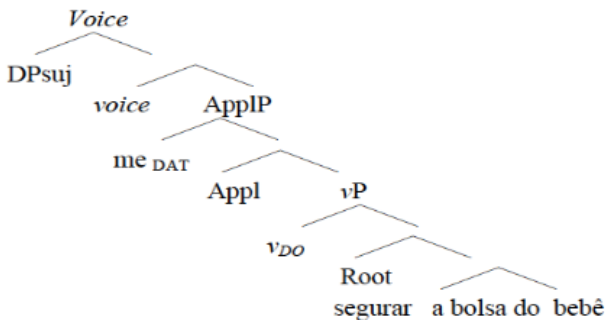 Voice
DPsuj
voice ApplP
me DAT
Appl vP
vDO
Root
segurar a bolsa do bebê